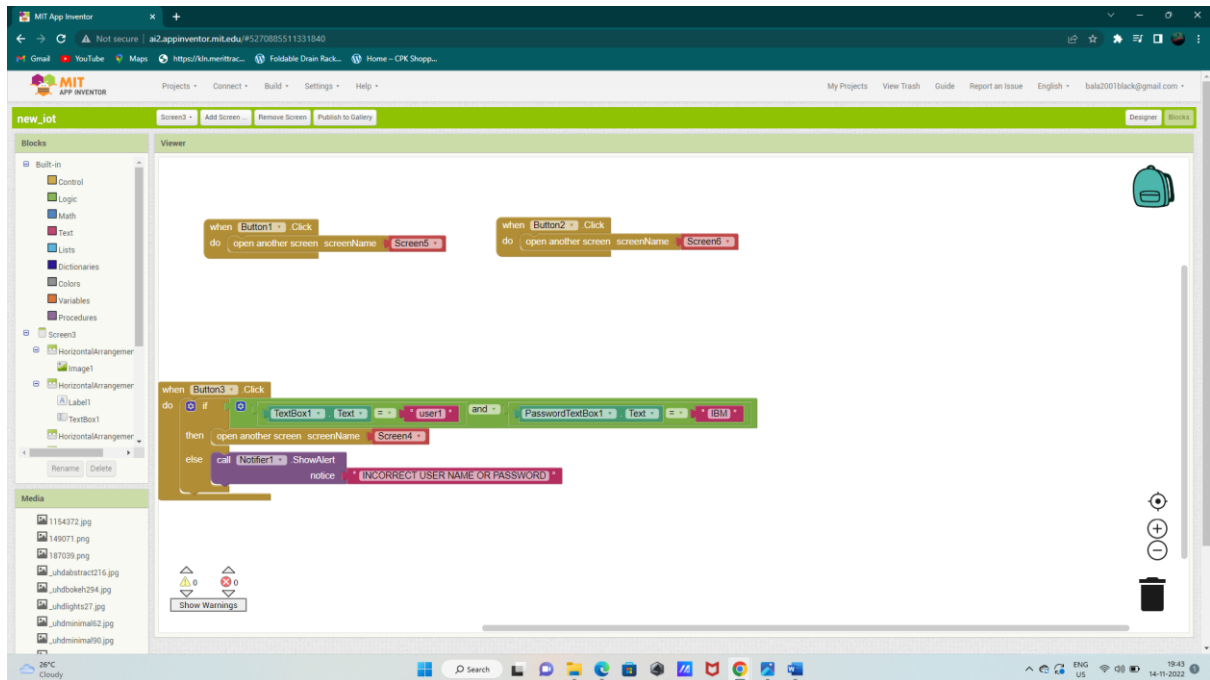 MIT App Inventor
Not secure ai2.appinventor.mit.edu/#5270885511331840
Gmail YouTube Maps https://kln.merittrac... Foldable Drain Rack... Home – CPK Shopp...
MIT APP INVENTOR
Projects Connect Build Settings Help My Projects View Trash Guide Report an Issue English bala2001black@gmail.com
new_iot Screen3 Add Screen ... Remove Screen Publish to Gallery Designer Blocks
Blocks
Built-in
Control
Logic
Math
Text
Lists
Dictionaries
Colors
Variables
Procedures
Screen3
HorizontalArrangemer
Image1
HorizontalArrangemer
Label1
TextBox1
HorizontalArrangemer
Rename Delete
Media
1154372.jpg
149071.png
187039.png
_uhdabstract216.jpg
_uhdbokeh294.jpg
_uhdlights27.jpg
_uhdminimal62.jpg
_uhdminimal90.jpg
Viewer
when Button1 .Click
do open another screen screenName Screen5
when Button2 .Click
do open another screen screenName Screen6
when Button3 .Click
do if TextBox1 . Text = " user1 " and PasswordTextBox1 . Text = " IBM "
then open another screen screenName Screen4
else call Notifier1 .ShowAlert
notice " INCORRECT USER NAME OR PASSWORD "
0 0
Show Warnings
26°C
Cloudy
Search
ENG
US
19:43
14-11-2022